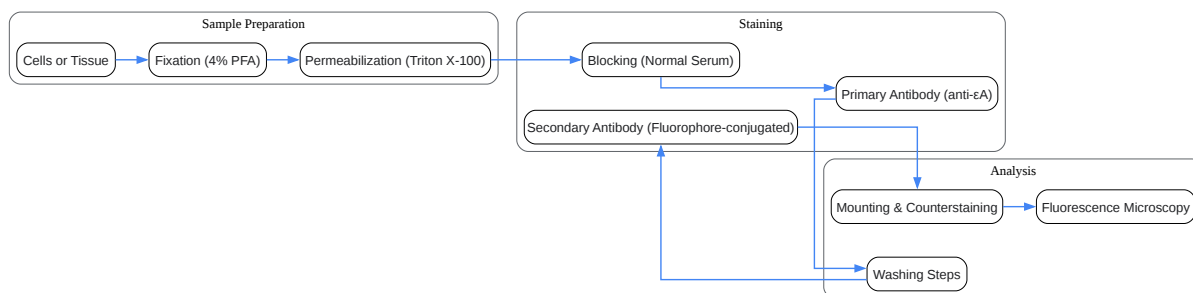 Sample Preparation
Cells or Tissue
Fixation (4% PFA)
Permeabilization (Triton X-100)
Staining
Blocking (Normal Serum)
Primary Antibody (anti-εA)
Secondary Antibody (Fluorophore-conjugated)
Analysis
Mounting & Counterstaining
Fluorescence Microscopy
Washing Steps